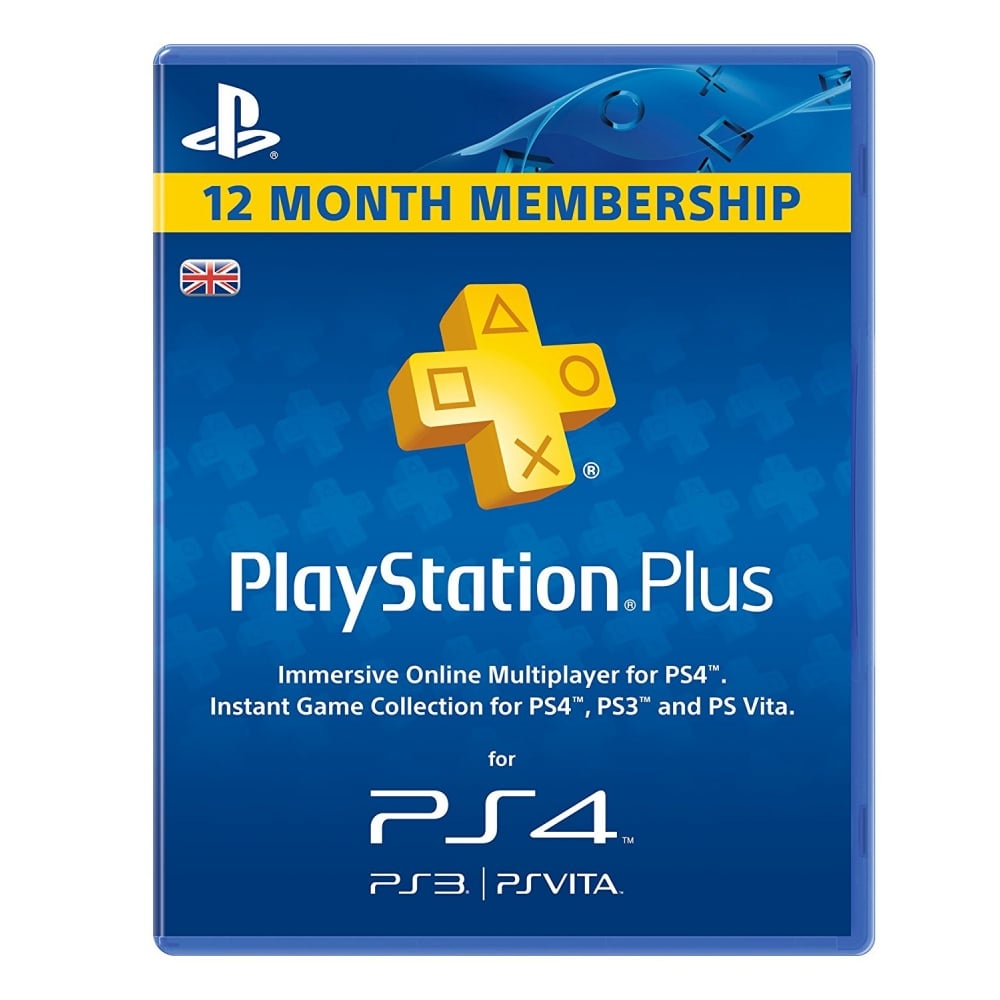 12 MONTH MEMBERSHIP
PlayStation® Plus
Immersive Online Multiplayer for PS4™.
Instant Game Collection for PS4™, PS3™ and PS Vita.
for
PS4™
PS3® | PSVITA™